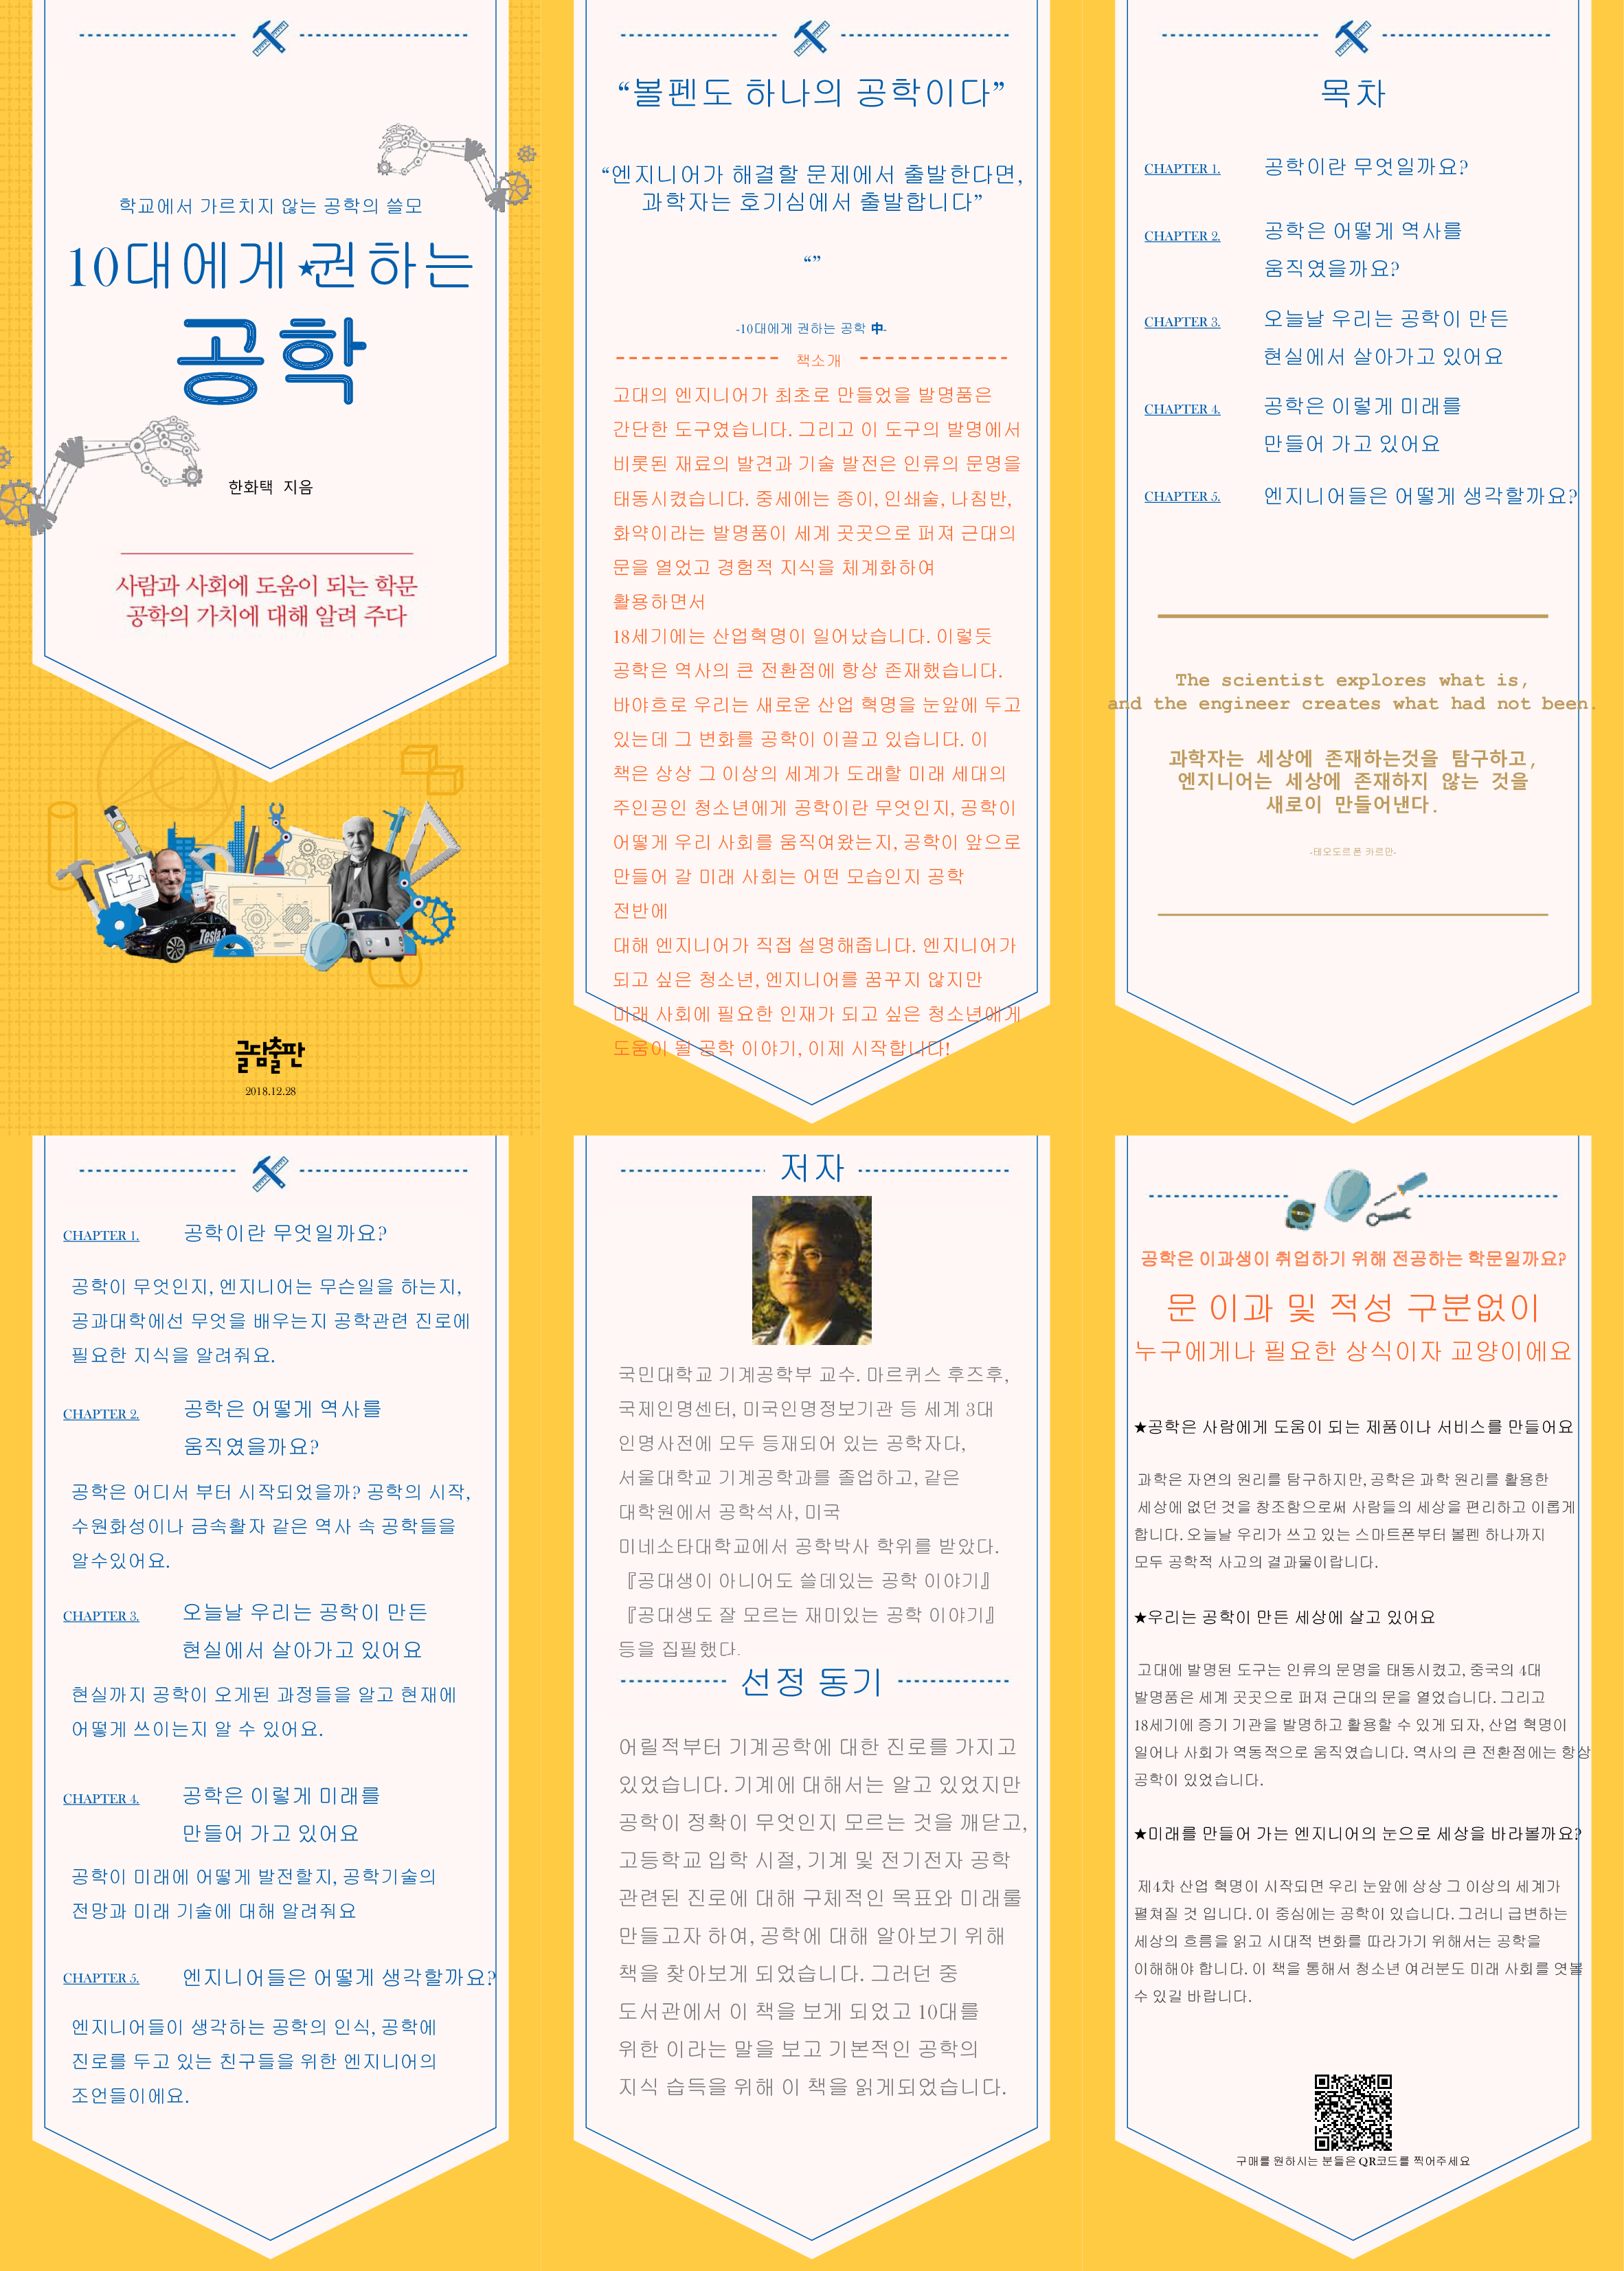 학교에서 가르치지 않는 공학의 쓸모
10대에게★권하는
공학
한화택 지음
사람과 사회에 도움이 되는 학문
공학의 가치에 대해 알려 주다
Tesla
글담출판
2018.12.28
“볼펜도 하나의 공학이다”
“엔지니어가 해결할 문제에서 출발한다면,
과학자는 호기심에서 출발합니다”
“”
-10대에게 권하는 공학 中-
책소개
고대의 엔지니어가 최초로 만들었을 발명품은
간단한 도구였습니다. 그리고 이 도구의 발명에서
비롯된 재료의 발견과 기술 발전은 인류의 문명을
태동시켰습니다. 중세에는 종이, 인쇄술, 나침반,
화약이라는 발명품이 세계 곳곳으로 퍼져 근대의
문을 열었고 경험적 지식을 체계화하여
활용하면서
18세기에는 산업혁명이 일어났습니다. 이렇듯
공학은 역사의 큰 전환점에 항상 존재했습니다.
바야흐로 우리는 새로운 산업 혁명을 눈앞에 두고
있는데 그 변화를 공학이 이끌고 있습니다. 이
책은 상상 그 이상의 세계가 도래할 미래 세대의
주인공인 청소년에게 공학이란 무엇인지, 공학이
어떻게 우리 사회를 움직여왔는지, 공학이 앞으로
만들어 갈 미래 사회는 어떤 모습인지 공학
전반에
대해 엔지니어가 직접 설명해줍니다. 엔지니어가
되고 싶은 청소년, 엔지니어를 꿈꾸지 않지만
미래 사회에 필요한 인재가 되고 싶은 청소년에게
도움이 될 공학 이야기, 이제 시작합니다!
목차
CHAPTER 1. 공학이란 무엇일까요?
CHAPTER 2. 공학은 어떻게 역사를
움직였을까요?
CHAPTER 3. 오늘날 우리는 공학이 만든
현실에서 살아가고 있어요
CHAPTER 4. 공학은 이렇게 미래를
만들어 가고 있어요
CHAPTER 5. 엔지니어들은 어떻게 생각할까요?
The scientist explores what is,
and the engineer creates what had not been.
과학자는 세상에 존재하는것을 탐구하고,
엔지니어는 세상에 존재하지 않는 것을
새로이 만들어낸다.
-테오도르 폰 카르만-
CHAPTER 1. 공학이란 무엇일까요?
공학이 무엇인지, 엔지니어는 무슨일을 하는지,
공과대학에선 무엇을 배우는지 공학관련 진로에
필요한 지식을 알려줘요.
CHAPTER 2. 공학은 어떻게 역사를
움직였을까요?
공학은 어디서 부터 시작되었을까? 공학의 시작,
수원화성이나 금속활자 같은 역사 속 공학들을
알수있어요.
CHAPTER 3. 오늘날 우리는 공학이 만든
현실에서 살아가고 있어요
현실까지 공학이 오게된 과정들을 알고 현재에
어떻게 쓰이는지 알 수 있어요.
CHAPTER 4. 공학은 이렇게 미래를
만들어 가고 있어요
공학이 미래에 어떻게 발전할지, 공학기술의
전망과 미래 기술에 대해 알려줘요
CHAPTER 5. 엔지니어들은 어떻게 생각할까요?
엔지니어들이 생각하는 공학의 인식, 공학에
진로를 두고 있는 친구들을 위한 엔지니어의
조언들이에요.
저자
국민대학교 기계공학부 교수. 마르퀴스 후즈후,
국제인명센터, 미국인명정보기관 등 세계 3대
인명사전에 모두 등재되어 있는 공학자다,
서울대학교 기계공학과를 졸업하고, 같은
대학원에서 공학석사, 미국
미네소타대학교에서 공학박사 학위를 받았다.
『공대생이 아니어도 쓸데있는 공학 이야기』
『공대생도 잘 모르는 재미있는 공학 이야기』
등을 집필했다.
선정 동기
어릴적부터 기계공학에 대한 진로를 가지고
있었습니다. 기계에 대해서는 알고 있었지만
공학이 정확이 무엇인지 모르는 것을 깨닫고,
고등학교 입학 시절, 기계 및 전기전자 공학
관련된 진로에 대해 구체적인 목표와 미래를
만들고자 하여, 공학에 대해 알아보기 위해
책을 찾아보게 되었습니다. 그러던 중
도서관에서 이 책을 보게 되었고 10대를
위한 이라는 말을 보고 기본적인 공학의
지식 습득을 위해 이 책을 읽게되었습니다.
공학은 이과생이 취업하기 위해 전공하는 학문일까요?
문 이과 및 적성 구분없이
누구에게나 필요한 상식이자 교양이에요
★공학은 사람에게 도움이 되는 제품이나 서비스를 만들어요
과학은 자연의 원리를 탐구하지만, 공학은 과학 원리를 활용한
세상에 없던 것을 창조함으로써 사람들의 세상을 편리하고 이롭게
합니다. 오늘날 우리가 쓰고 있는 스마트폰부터 볼펜 하나까지
모두 공학적 사고의 결과물이랍니다.
★우리는 공학이 만든 세상에 살고 있어요
고대에 발명된 도구는 인류의 문명을 태동시켰고, 중국의 4대
발명품은 세계 곳곳으로 퍼져 근대의 문을 열었습니다. 그리고
18세기에 증기 기관을 발명하고 활용할 수 있게 되자, 산업 혁명이
일어나 사회가 역동적으로 움직였습니다. 역사의 큰 전환점에는 항상
공학이 있었습니다.
★미래를 만들어 가는 엔지니어의 눈으로 세상을 바라볼까요?
제4차 산업 혁명이 시작되면 우리 눈앞에 상상 그 이상의 세계가
펼쳐질 것 입니다. 이 중심에는 공학이 있습니다. 그러니 급변하는
세상의 흐름을 읽고 시대적 변화를 따라가기 위해서는 공학을
이해해야 합니다. 이 책을 통해서 청소년 여러분도 미래 사회를 엿볼
수 있길 바랍니다.
구매를 원하시는 분들은 QR코드를 찍어주세요